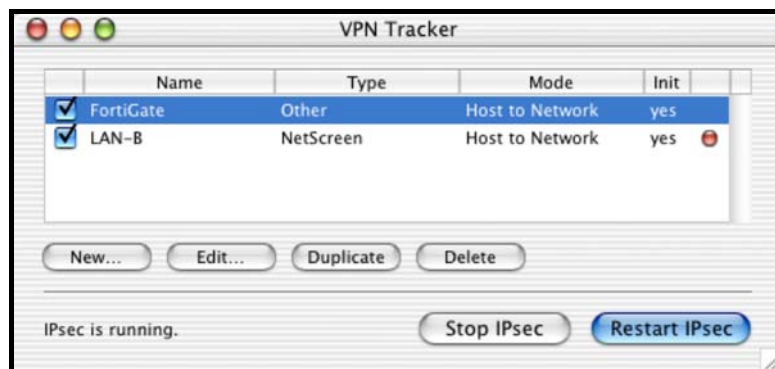 VPN Tracker
Name Type Mode Init
FortiGate Other Host to Network yes
LAN-B NetScreen Host to Network yes
New... Edit... Duplicate Delete
IPsec is running. Stop IPsec Restart IPsec